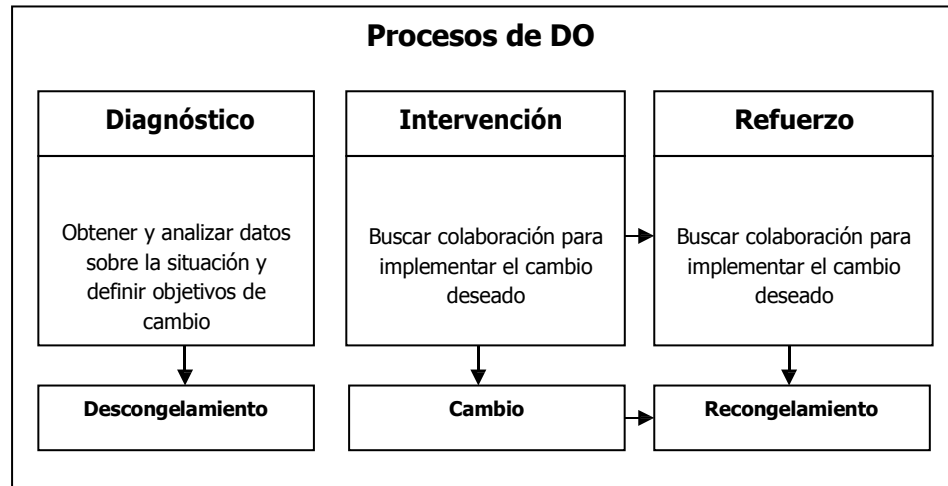 Procesos de DO
Diagnóstico
Obtener y analizar datos
sobre la situación y
definir objetivos de
cambio
Descongelamiento
Intervención
Buscar colaboración para
implementar el cambio
deseado
Cambio
Refuerzo
Buscar colaboración para
implementar el cambio
deseado
Recongelamiento